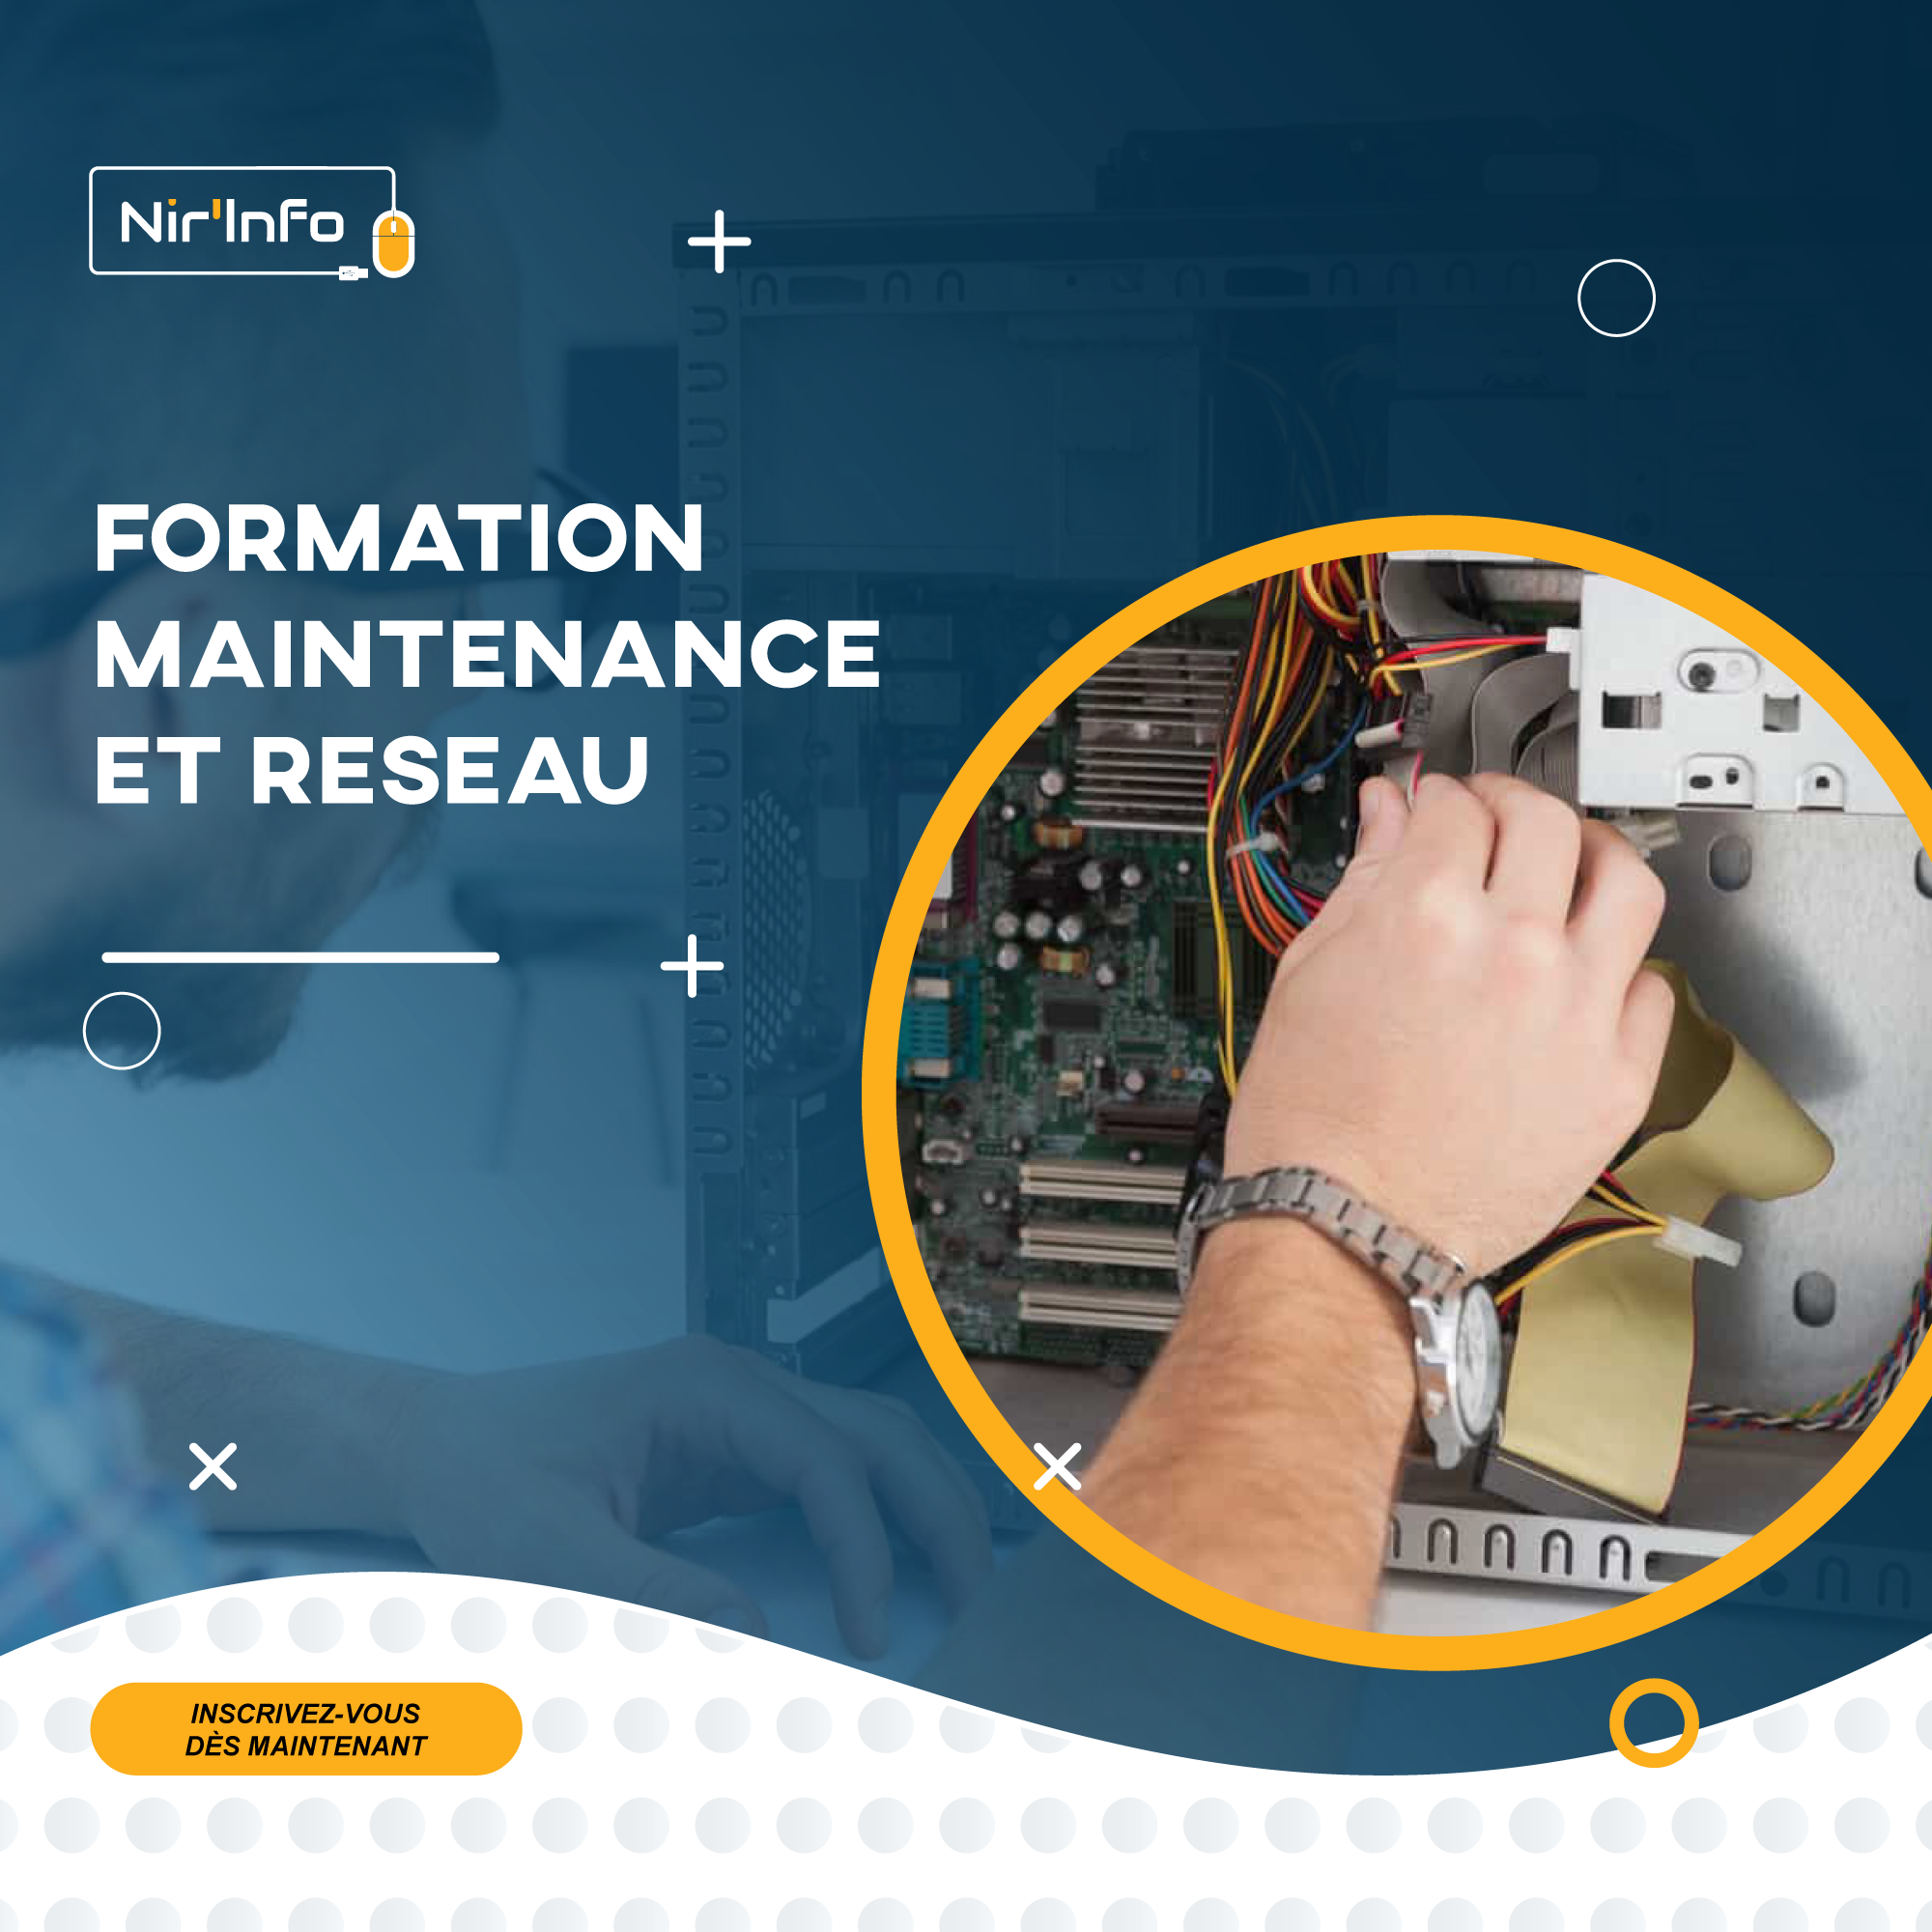 Nir'Info
FORMATION
MAINTENANCE
ET RESEAU
INSCRIVEZ-VOUS
DÈS MAINTENANT